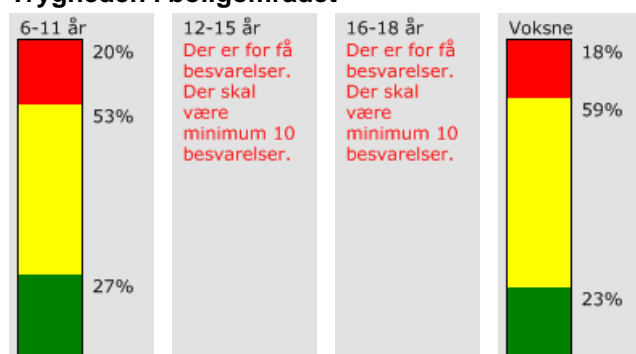 Trygheden i boligområdet
6-11 år
20%
53%
27%
12-15 år
Der er for få
besvarelser.
Der skal
være
minimum 10
besvarelser.
16-18 år
Der er for få
besvarelser.
Der skal
være
minimum 10
besvarelser.
Voksne
18%
59%
23%